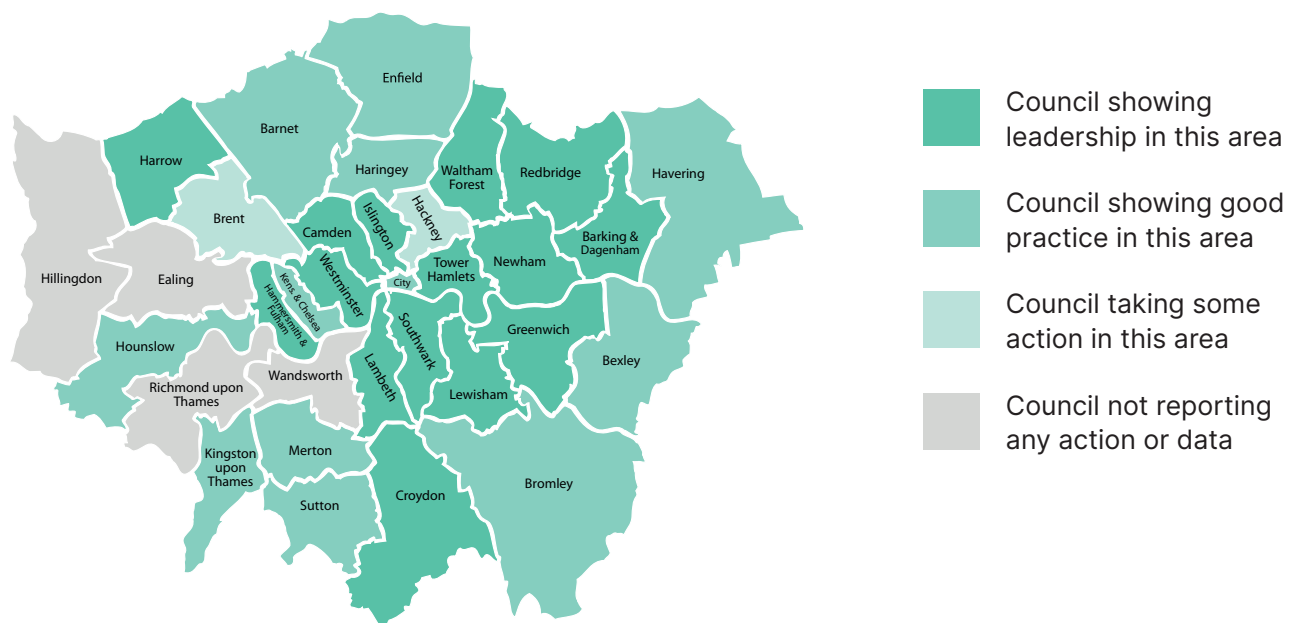 Enfield
Barnet
Harrow
Haringey
Waltham
Forest
Redbridge
Havering
Brent
Camden
Islington
Hackney
Barking &
Dagenham
Hillingdon
Ealing
Hammersmith &
Fulham
Kens. & Chelsea
Westminster
City
Tower
Hamlets
Newham
Hounslow
Richmond upon
Thames
Wandsworth
Lambeth
Southwark
Lewisham
Greenwich
Bexley
Kingston
upon
Thames
Merton
Sutton
Croydon
Bromley
Council showing
leadership in this area
Council showing good
practice in this area
Council taking some
action in this area
Council not reporting
any action or data